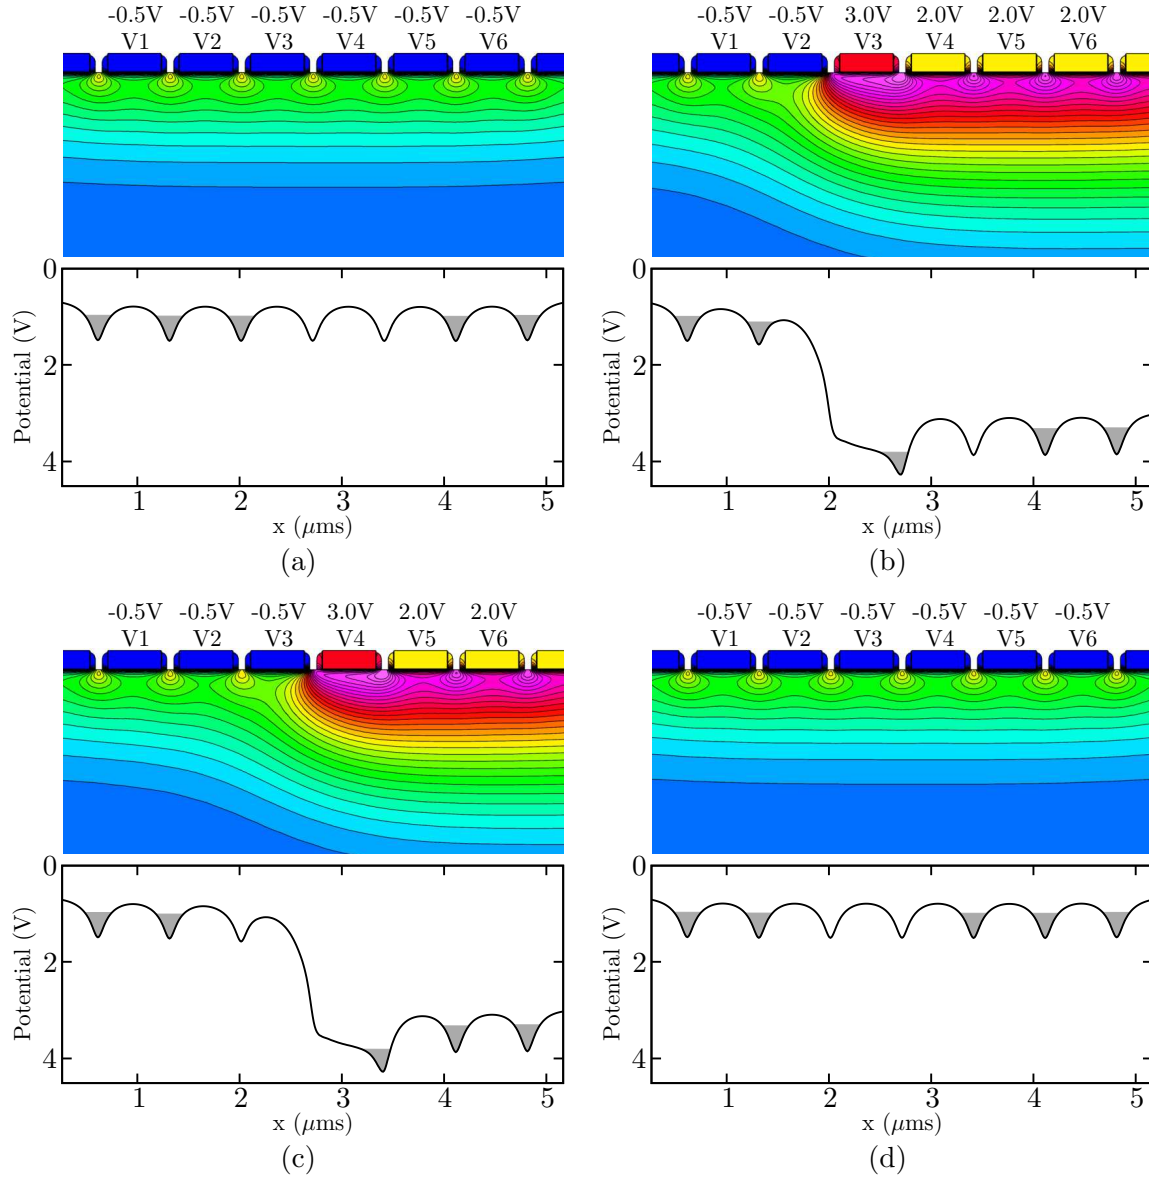 -0.5V -0.5V -0.5V -0.5V -0.5V -0.5V
V1 V2 V3 V4 V5 V6
0
2
4
Potential (V)
1 2 3 4 5
x (μms)
(a)
-0.5V -0.5V 3.0V 2.0V 2.0V 2.0V
V1 V2 V3 V4 V5 V6
0
2
4
Potential (V)
1 2 3 4 5
x (μms)
(b)
-0.5V -0.5V -0.5V 3.0V 2.0V 2.0V
V1 V2 V3 V4 V5 V6
0
2
4
Potential (V)
1 2 3 4 5
x (μms)
(c)
-0.5V -0.5V -0.5V -0.5V -0.5V -0.5V
V1 V2 V3 V4 V5 V6
0
2
4
Potential (V)
1 2 3 4 5
x (μms)
(d)